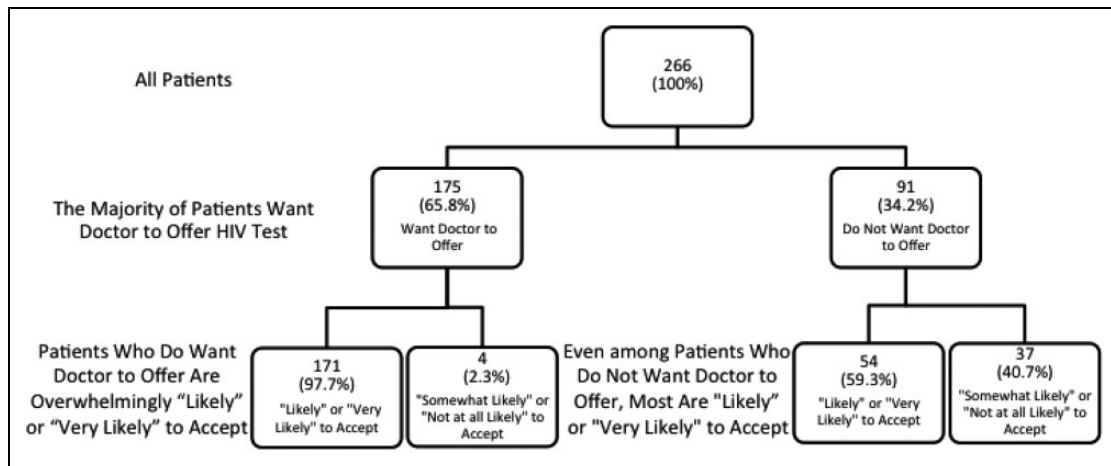 All Patients
266
(100%)
The Majority of Patients Want
Doctor to Offer HIV Test
175
(65.8%)
Want Doctor to
Offer
91
(34.2%)
Do Not Want Doctor
to Offer
Patients Who Do Want
Doctor to Offer Are
Overwhelmingly “Likely”
or “Very Likely” to Accept
171
(97.7%)
"Likely" or "Very
Likely" to Accept
4
(2.3%)
"Somewhat Likely" or
"Not at all Likely" to
Accept
Even among Patients Who
Do Not Want Doctor to
Offer, Most Are "Likely”
or "Very Likely" to Accept
54
(59.3%)
"Likely" or "Very
Likely" to Accept
37
(40.7%)
"Somewhat Likely" or
"Not at all Likely" to
Accept